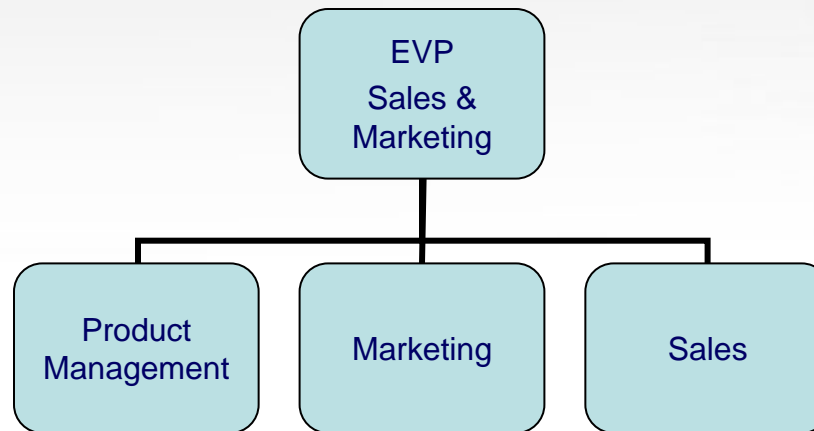 EVP
Sales &
Marketing
Product
Management
Marketing
Sales